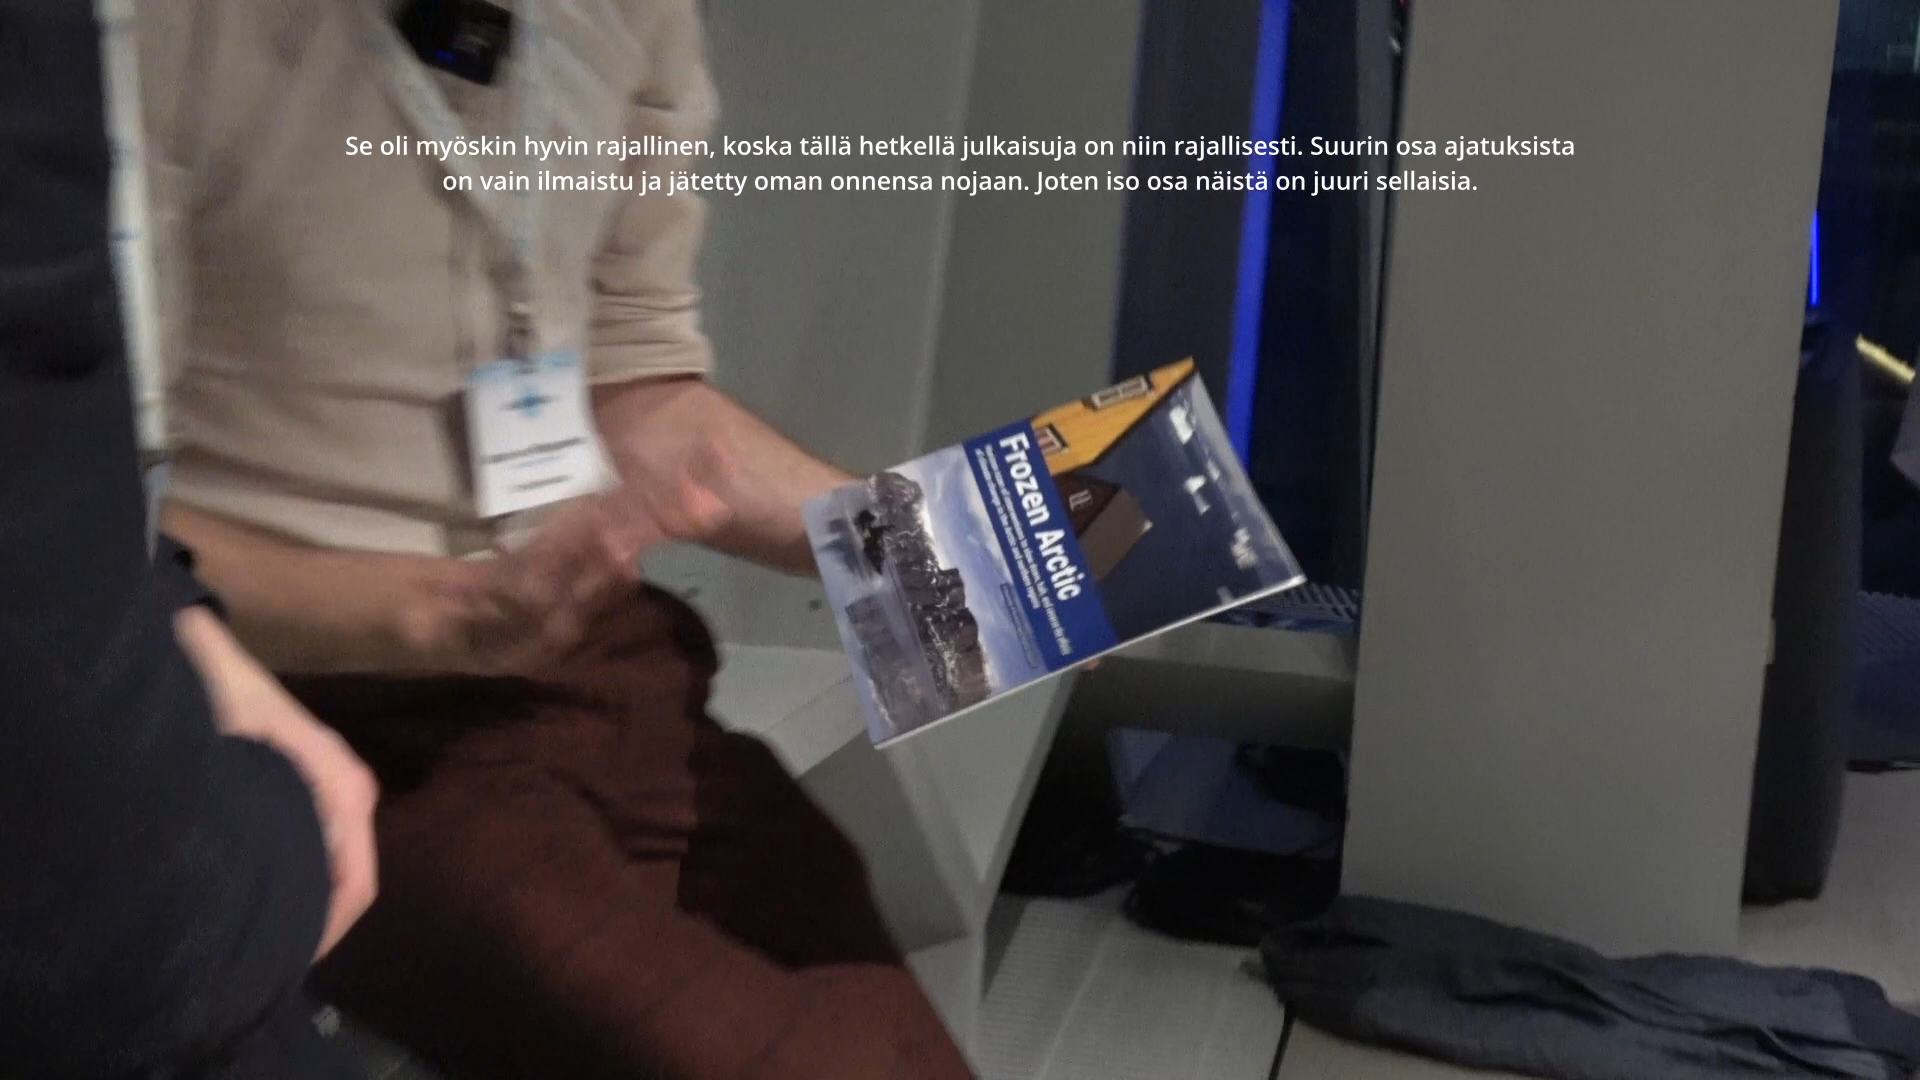 Se oli myöskin hyvin rajallinen, koska tällä hetkellä julkaisuja on niin rajallisesti. Suurin osa ajatuksista
on vain ilmaistu ja jätetty oman onnensa nojaan. Joten iso osa näistä on juuri sellaisia.
Frozen Arctic